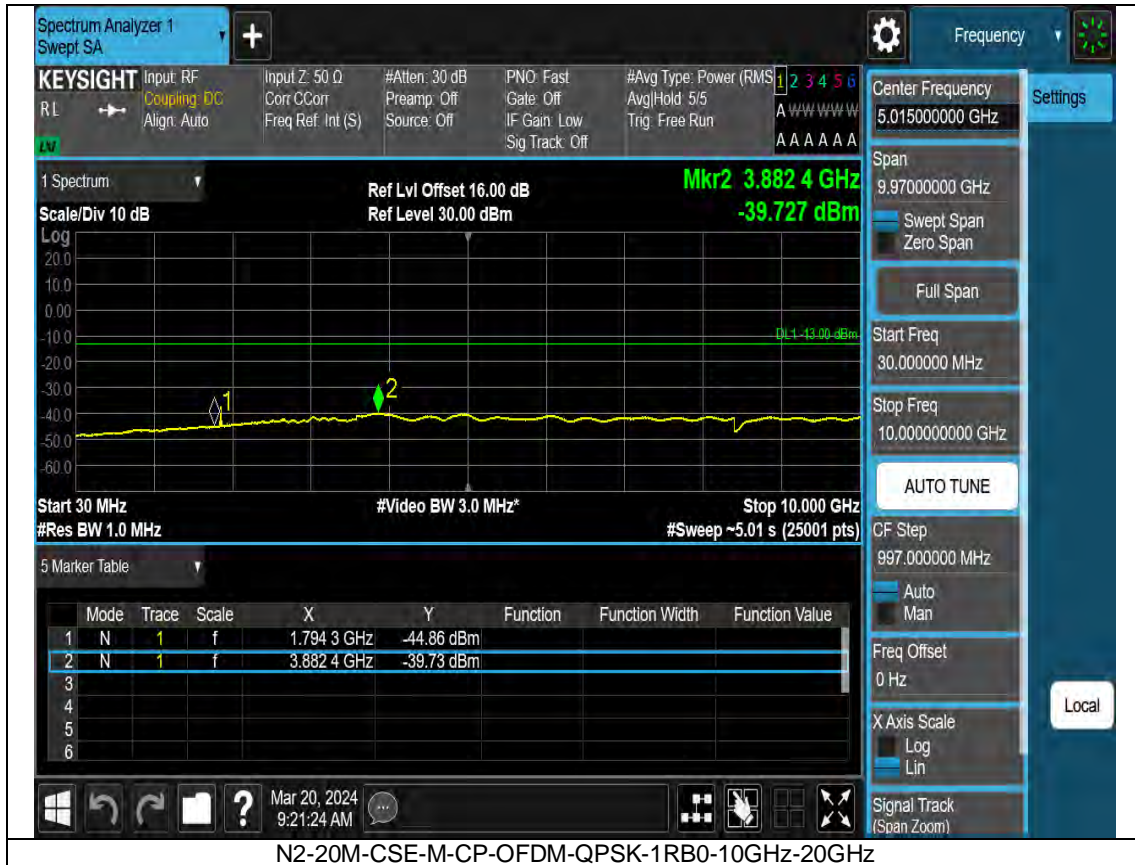 Spectrum Analyzer 1
Swept SA
Frequency
KEYSIGHT
RL
LXI
Input: RF
Coupling: DC
Align: Auto
Input Z: 50 Ω
Corr CCorr
Freq Ref: Int (S)
#Atten: 30 dB
Preamp: Off
Source: Off
PNO: Fast
Gate: Off
IF Gain: Low
Sig Track: Off
#Avg Type: Power (RMS
Avg|Hold: 5/5
Trig: Free Run
1 2 3 4 5 6
A W W W W W
A A A A A A
1 Spectrum
Scale/Div 10 dB
Ref Lvl Offset 16.00 dB
Ref Level 30.00 dBm
Mkr2 3.882 4 GHz
-39.727 dBm
Log
20.0
10.0
0.00
-10.0
-20.0
-30.0
-40.0
-50.0
-60.0
DL1 -13.00 dBm
1
2
Start 30 MHz
#Video BW 3.0 MHz*
Stop 10.000 GHz
#Res BW 1.0 MHz
#Sweep ~5.01 s (25001 pts)
5 Marker Table
Mode Trace Scale X Y Function Function Width Function Value
1 N 1 f 1.794 3 GHz -44.86 dBm
2 N 1 f 3.882 4 GHz -39.73 dBm
3
4
5
6
Mar 20, 2024
9:21:24 AM
Center Frequency
5.015000000 GHz
Settings
Span
9.97000000 GHz
Swept Span
Zero Span
Full Span
Start Freq
30.000000 MHz
Stop Freq
10.000000000 GHz
AUTO TUNE
CF Step
997.000000 MHz
Auto
Man
Freq Offset
0 Hz
X Axis Scale
Log
Lin
Local
Signal Track
(Span Zoom)
N2-20M-CSE-M-CP-OFDM-QPSK-1RB0-10GHz-20GHz